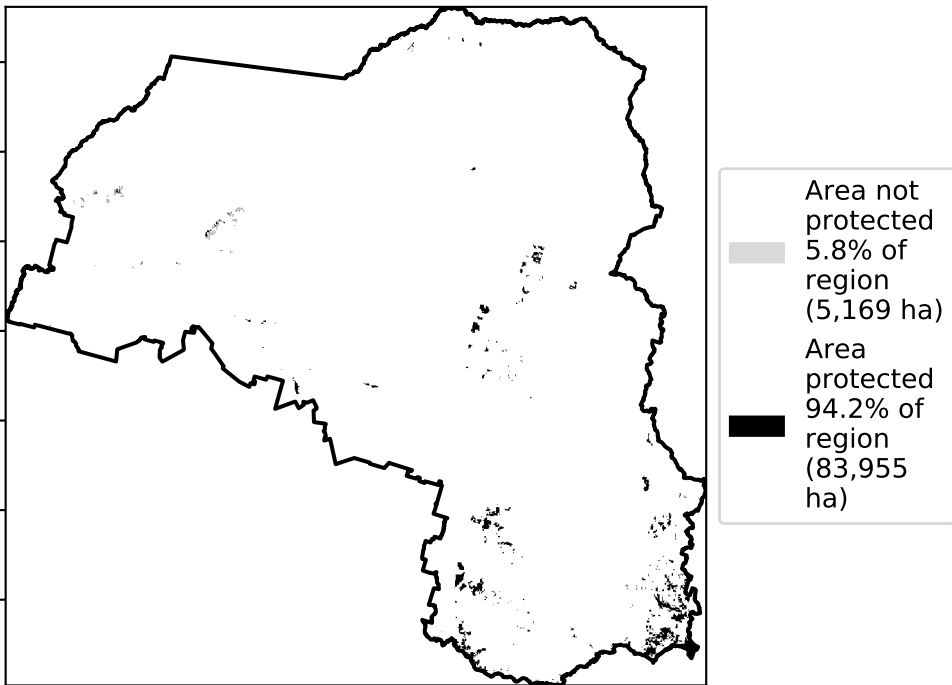 Area not
protected
5.8% of
region
(5,169 ha)
Area
protected
94.2% of
region
(83,955
ha)